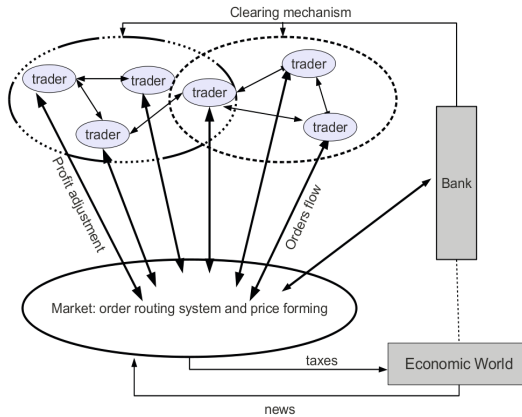 Clearing mechanism
trader
trader
trader
trader
trader
trader
Profit adjustment
Orders flow
Bank
Market: order routing system and price forming
taxes
Economic World
news